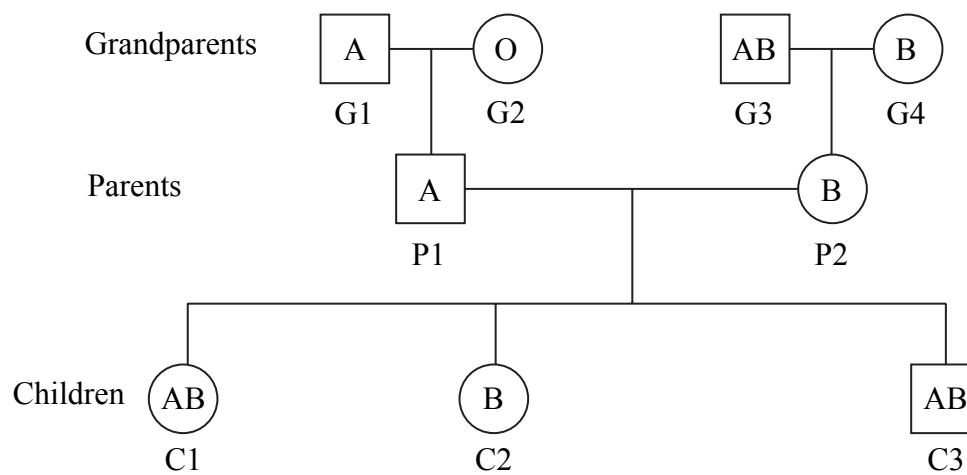 Grandparents A O AB B
G1 G2 G3 G4
Parents A B
P1 P2
Children AB B AB
C1 C2 C3